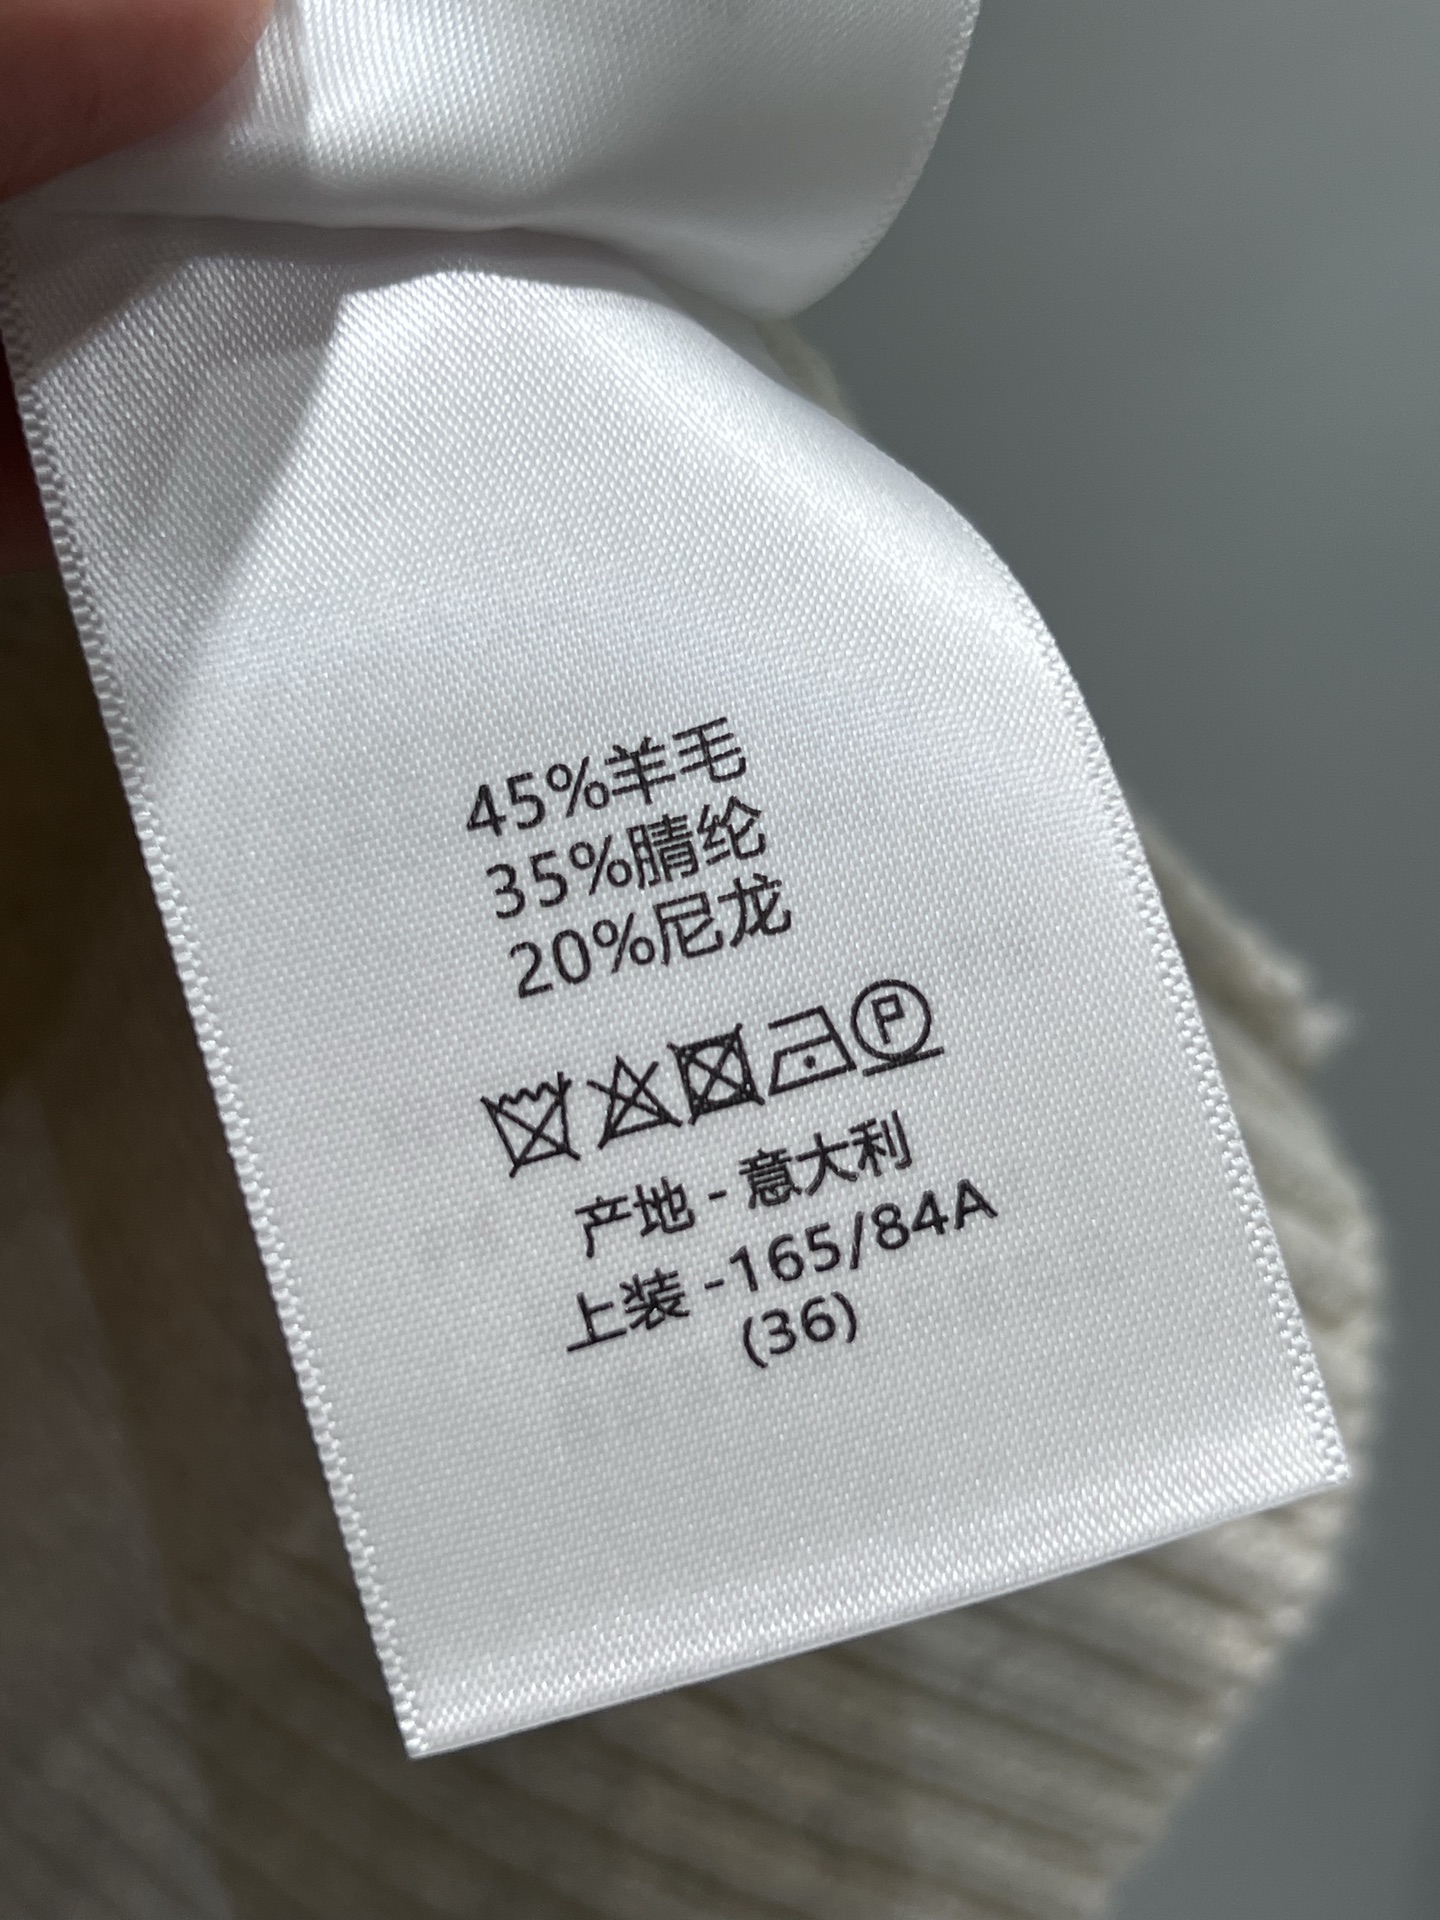 45%羊毛
35%腈纶
20%尼龙
P
产地 - 意大利
上装 -165/84A
(36)